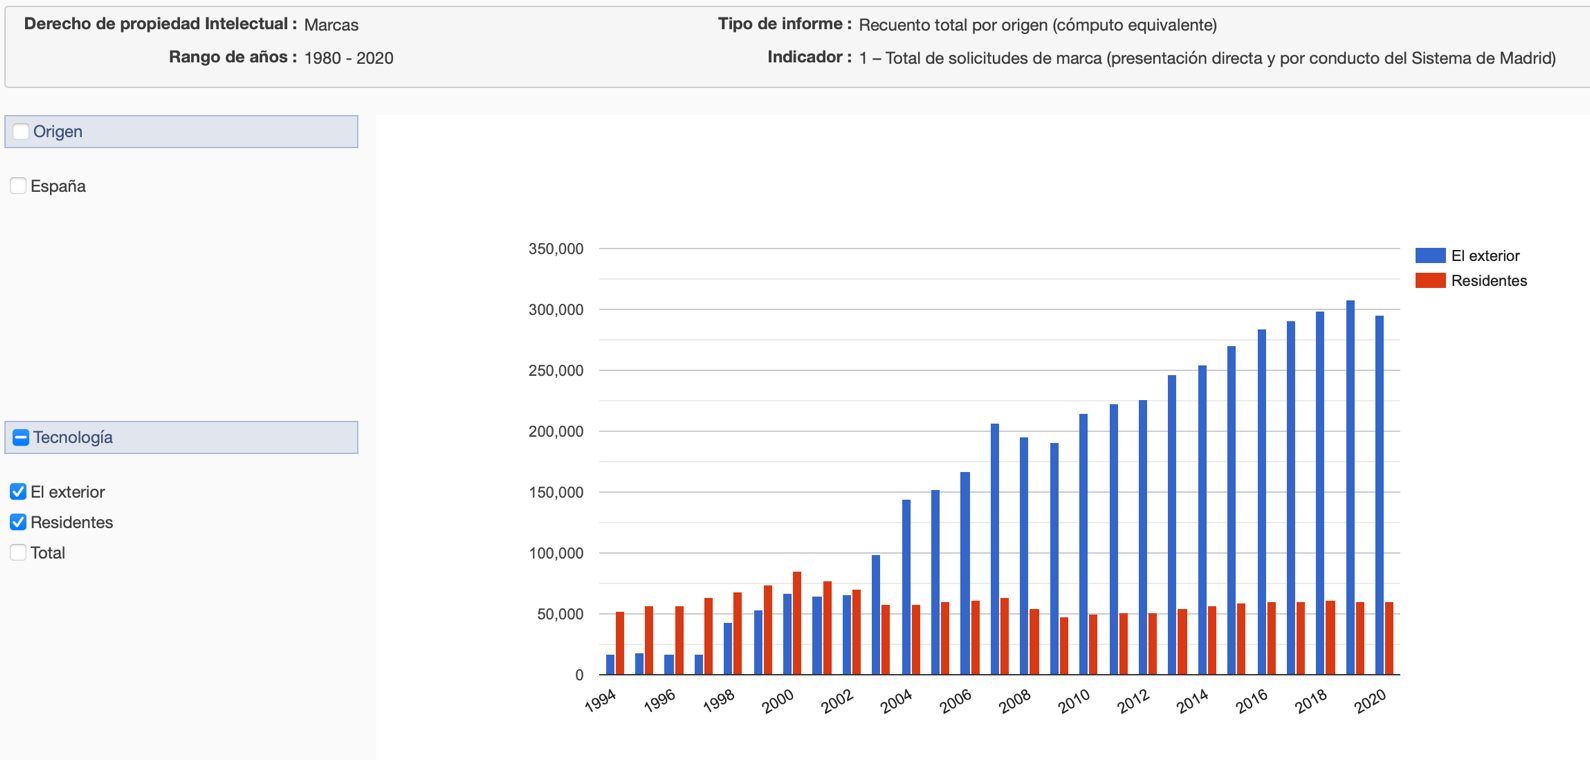 Derecho de propiedad Intelectual : Marcas
Tipo de informe : Recuento total por origen (cómputo equivalente)
Rango de años : 1980 - 2020
Indicador : 1 – Total de solicitudes de marca (presentación directa y por conducto del Sistema de Madrid)
Origen
España
Tecnología
El exterior
Residentes
Total
350,000
300,000
250,000
200,000
150,000
100,000
50,000
0
1994 1996 1998 2000 2002 2004 2006 2008 2010 2012 2014 2016 2018 2020
El exterior
Residentes